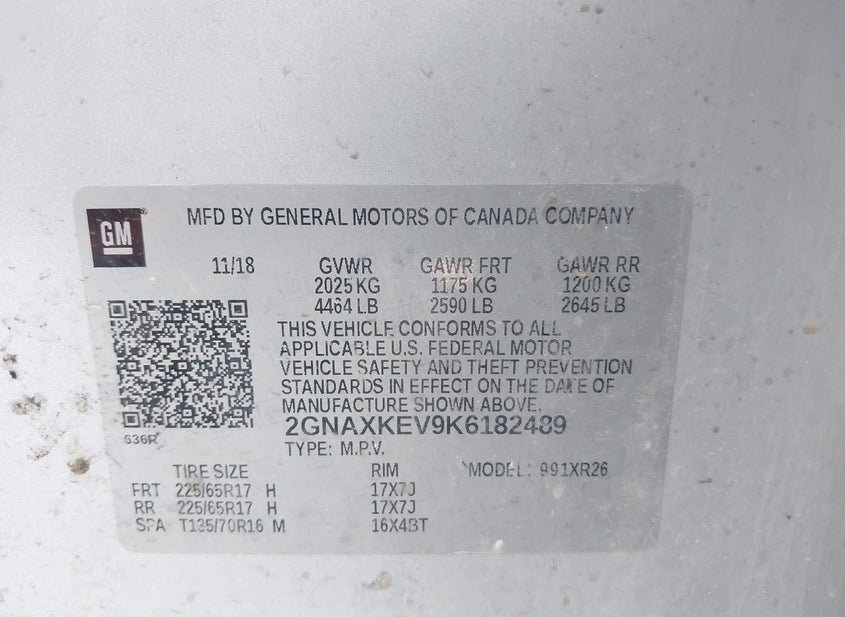 MFD BY GENERAL MOTORS OF CANADA COMPANY
GM
11/18 GVWR GAWR FRT GAWR RR
2025 KG 1175 KG 1200 KG
4464 LB 2590 LB 2645 LB
THIS VEHICLE CONFORMS TO ALL
APPLICABLE U.S. FEDERAL MOTOR
VEHICLE SAFETY AND THEFT PREVENTION
STANDARDS IN EFFECT ON THE DATE OF
MANUFACTURE SHOWN ABOVE.
2GNAXKEV9K6182489
636R
TYPE: M.P.V.
TIRE SIZE RIM MODEL: 991XR26
FRT 225/65R17 H 17X7J
RR 225/65R17 H 17X7J
SPA T135/70R16 M 16X4BT